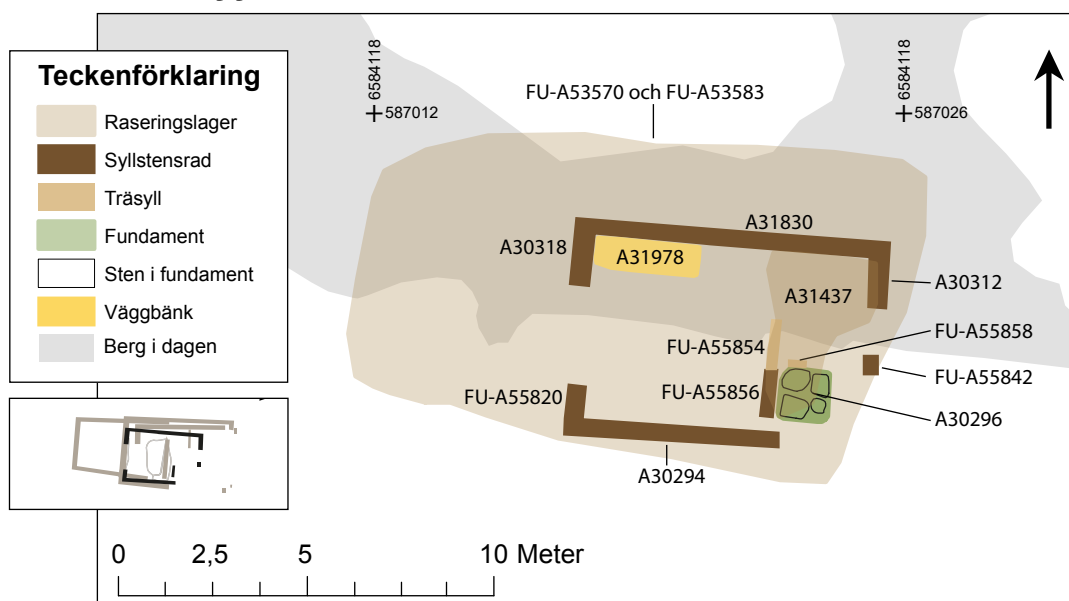 Teckenförklaring
Raseringslager
Syllstensrad
Träsyll
Fundament
Sten i fundament
Väggbänk
Berg i dagen
6584118
587012
6584118
587026
FU-A53570 och FU-A53583
A31830
A30318
A31978
A31437
A30312
FU-A55854
FU-A55858
FU-A55820
FU-A55856
FU-A55842
A30296
A30294
0 2,5 5 10 Meter